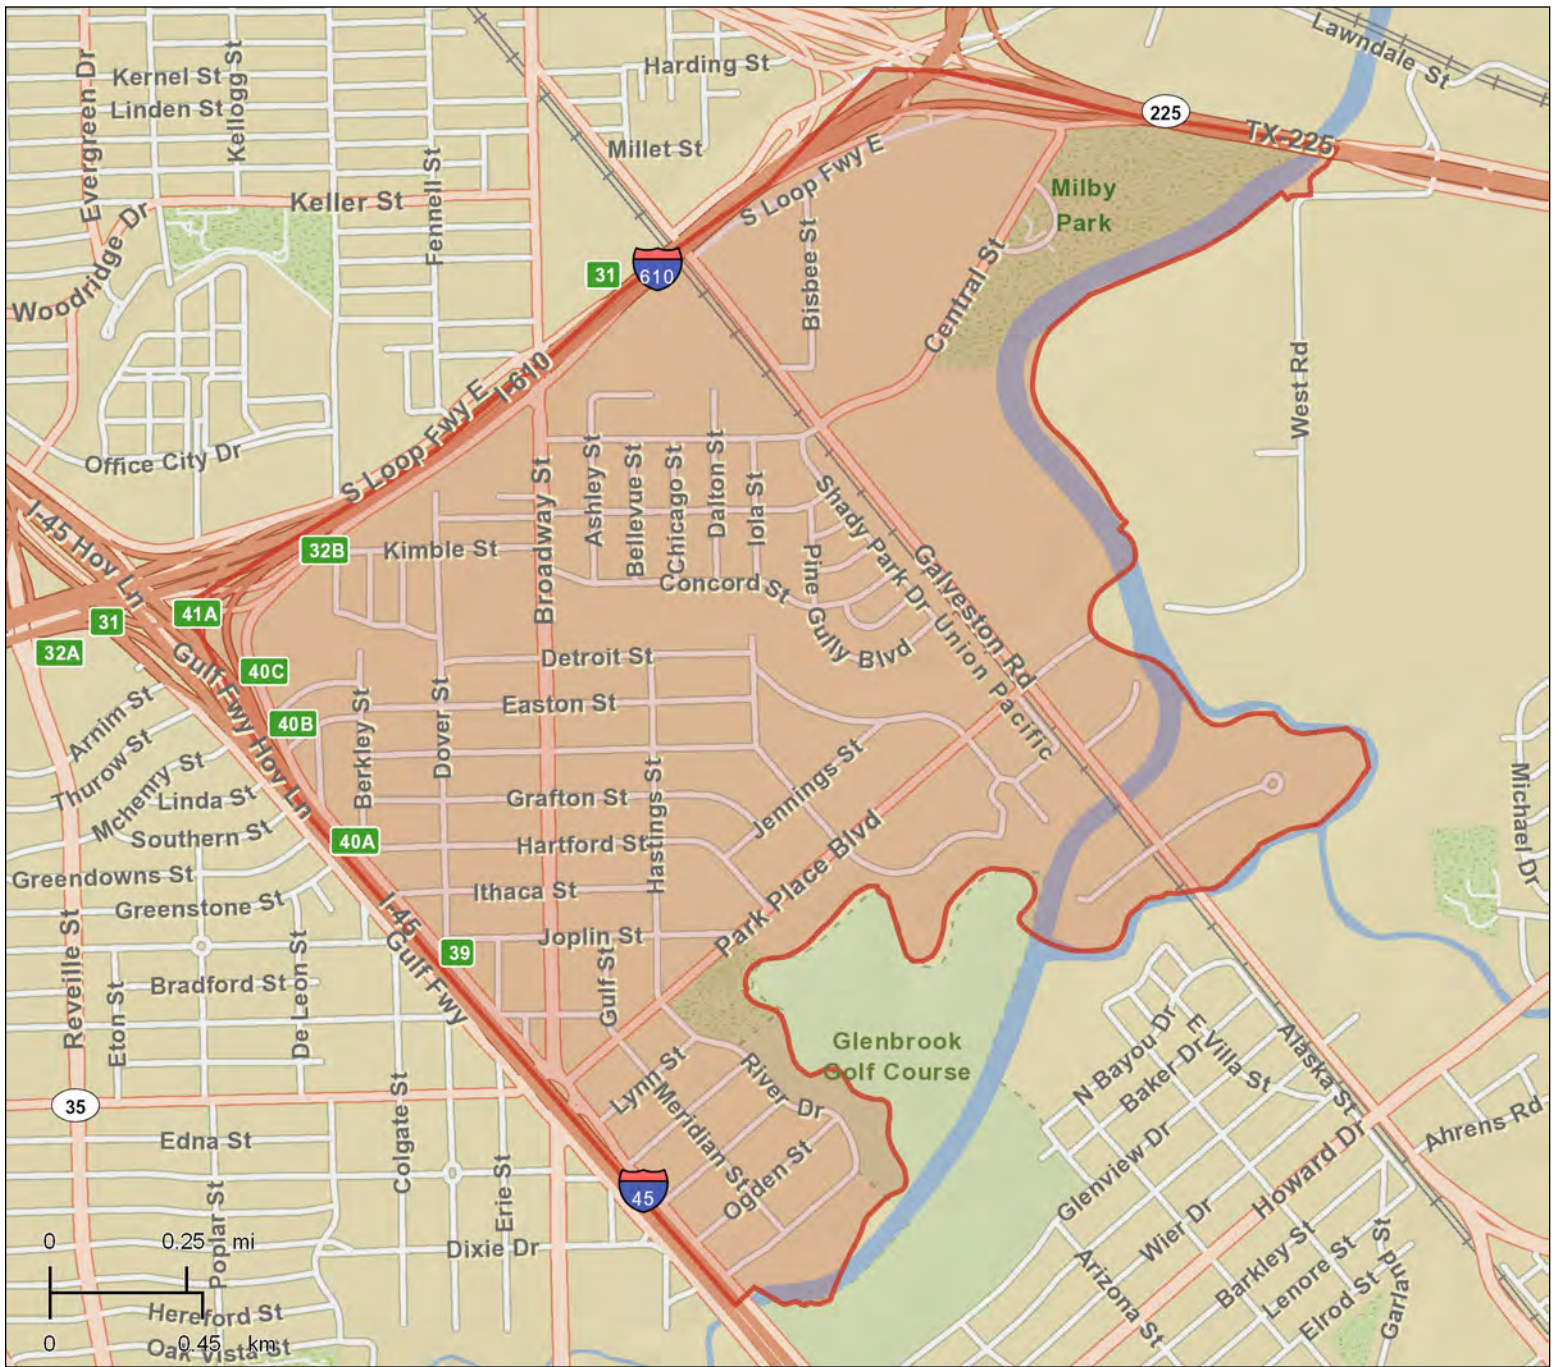 Lawndale St
Harding St
Kernel St
Linden St
Evergreen Dr
Kellogg St
Fennell St
Millet St
225
TX-225
S Loop Fwy E
Keller St
Milby
Park
Woodridge Dr
31
610
Bisbee St
Central St
West Rd
I-610
S Loop Fwy E
Office City Dr
I-45 Hov Ln
Broadway St
Ashley St
Bellevue St
Chicago St
Dalton St
Iola St
Shady Park Dr
32B
Kimble St
Concord St
Pine Gully Blvd
Galveston Rd
Union Pacific
41A
31
32A
40C
Gulf Fwy Hov Ln
40B
Detroit St
Easton St
Arnim St
Thurow St
Mchenry St
Linda St
Southern St
Berkley St
Dover St
Grafton St
Hastings St
Jennings St
Michael Dr
40A
Hartford St
Park Place Blvd
Greendowns St
Greenstone St
Ithaca St
I-45
Gulf Fwy
39
Joplin St
Gulf St
Reveille St
Bradford St
Eton St
De Leon St
Glenbrook
Golf Course
N Bayou Dr
E Villa St
Baker Dr
Alaska St
Lynn St
River Dr
Meridian St
35
Colgate St
Edna St
Ogden St
Glenview Dr
Howard Dr
Ahrens Rd
Erie St
45
Poplar St
Wier Dr
Dixie Dr
Barkley St
Lenore St
Elrod St
Garland St
Arizona St
0 0.25 mi
Hereford St
0 0.45 km
Oak Vista St